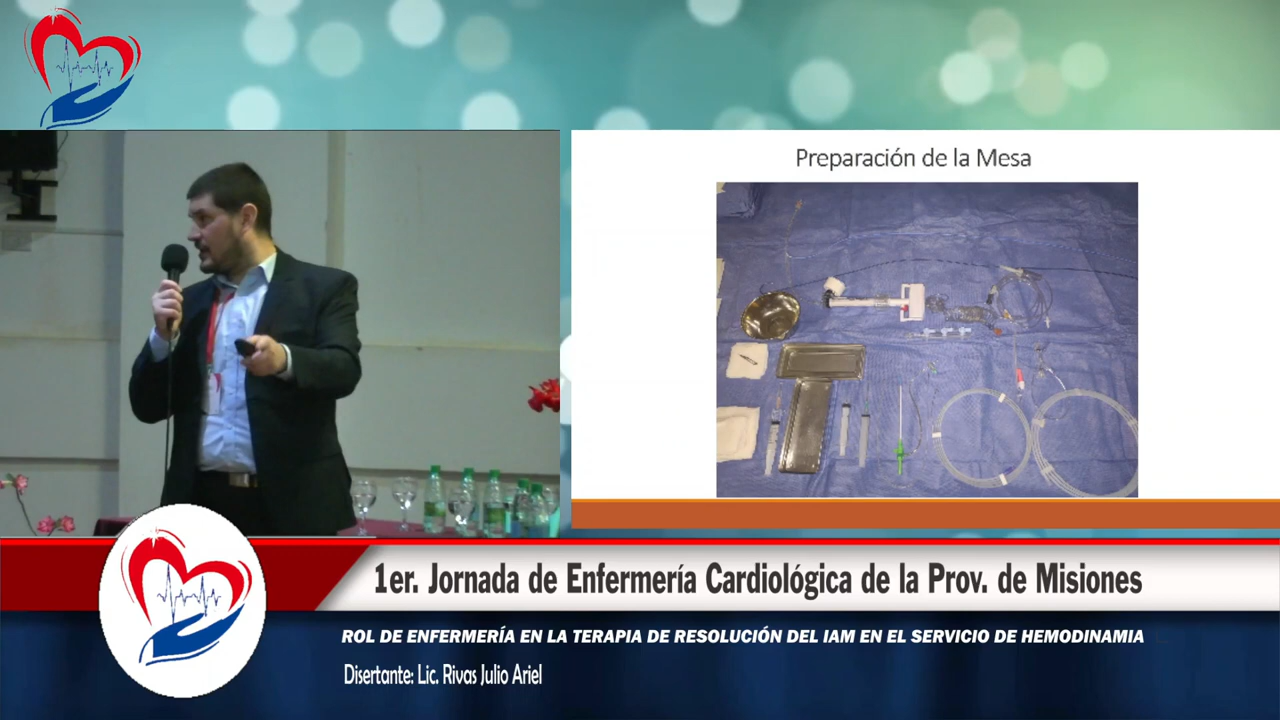 Preparación de la Mesa
1er. Jornada de Enfermería Cardiológica de la Prov. de Misiones
ROL DE ENFERMERÍA EN LA TERAPIA DE RESOLUCIÓN DEL IAM EN EL SERVICIO DE HEMODINAMIA
Disertante: Lic. Rivas Julio Ariel